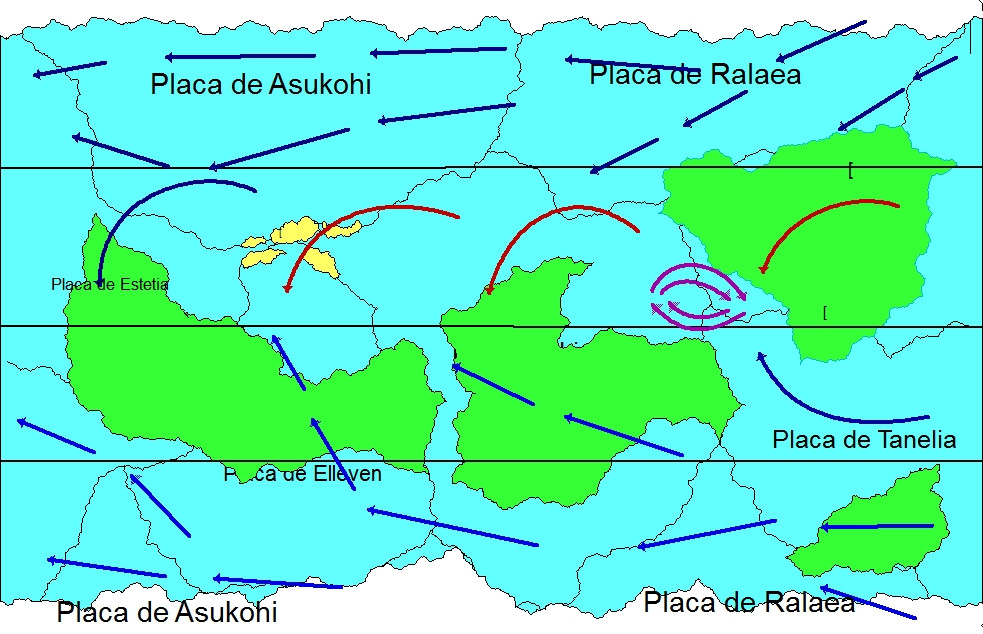 Placa de Asukohi
Placa de Ralaea
Placa de Estetia
Placa de Tanelia
Placa de Elleven
Placa de Asukohi
Placa de Ralaea